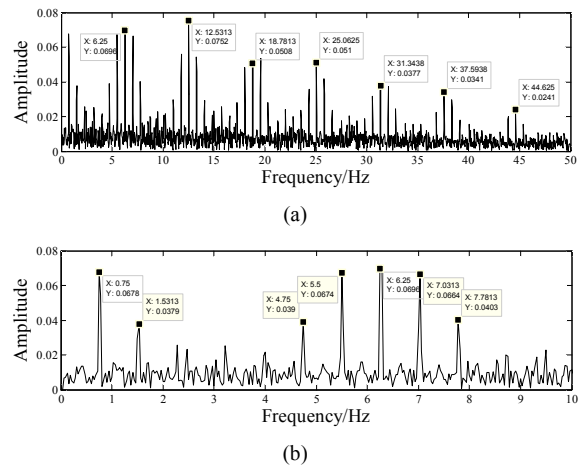 0.08
0.06
0.04
0.02
0
Amplitude
X: 6.25
Y: 0.0696
X: 12.5313
Y: 0.0752
X: 18.7813
Y: 0.0508
X: 25.0625
Y: 0.051
X: 31.3438
Y: 0.0377
X: 37.5938
Y: 0.0341
X: 44.625
Y: 0.0241
0 5 10 15 20 25 30 35 40 45 50
Frequency/Hz
(a)
0.08
0.06
0.04
0.02
0
Amplitude
X: 0.75
Y: 0.0678
X: 1.5313
Y: 0.0379
X: 4.75
Y: 0.039
X: 5.5
Y: 0.0674
X: 6.25
Y: 0.0696
X: 7.0313
Y: 0.0664
X: 7.7813
Y: 0.0403
0 1 2 3 4 5 6 7 8 9 10
Frequency/Hz
(b)